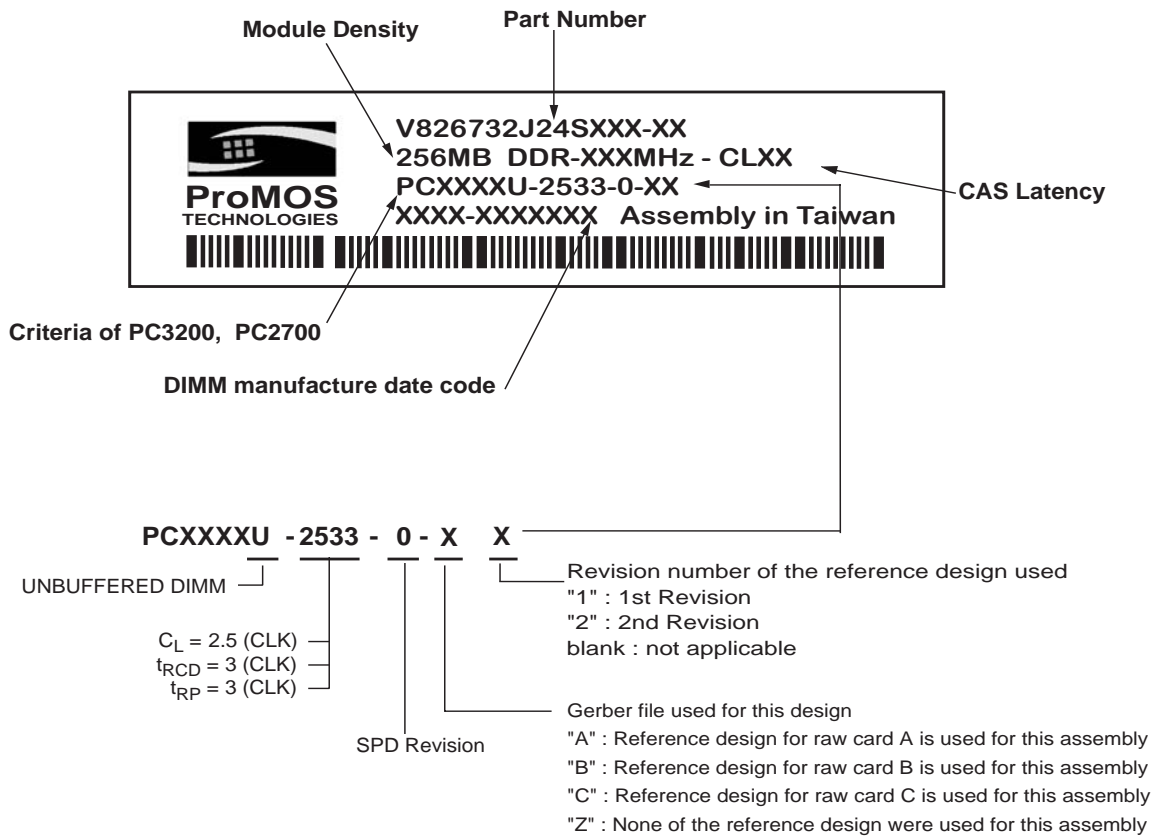 Module Density
Part Number
V826732J24SXXX-XX
256MB DDR-XXXMHz - CLXX
PCXXXXU-2533-0-XX
XXXX-XXXXXXX Assembly in Taiwan
ProMOS
TECHNOLOGIES
CAS Latency
Criteria of PC3200, PC2700
DIMM manufacture date code
PCXXXXU - 2533 - 0 - X X
UNBUFFERED DIMM
CL = 2.5 (CLK)
tRCD = 3 (CLK)
tRP = 3 (CLK)
SPD Revision
Revision number of the reference design used
"1" : 1st Revision
"2" : 2nd Revision
blank : not applicable
Gerber file used for this design
"A" : Reference design for raw card A is used for this assembly
"B" : Reference design for raw card B is used for this assembly
"C" : Reference design for raw card C is used for this assembly
"Z" : None of the reference design were used for this assembly